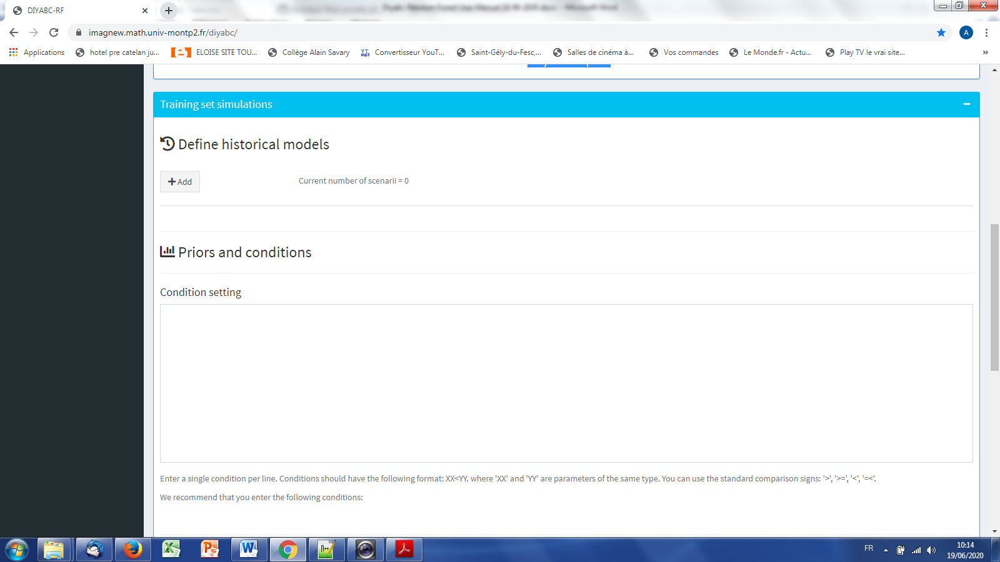 DIYABC-RF
imagnew.math.univ-montp2.fr/diyabc/
A
Applications
hotel pre catelan ju...
ELOISE SITE TOU...
Collège Alain Savary
YT mp3
Convertisseur YouT...
Saint-Gély-du-Fesc,...
Salles de cinéma à...
Vos commandes
Le Monde.fr - Actu...
Play TV le vrai site...
»
Training set simulations
Define historical models
Add
Current number of scenarii = 0
Priors and conditions
Condition setting
Enter a single condition per line. Conditions should have the following format: XX<YY. where 'XX' and 'YY' are parameters of the same type. You can use the standard comparison signs: '>', '>=', '<', '=<'.
We recommend that you enter the following conditions:
FR
10:14
19/06/2020